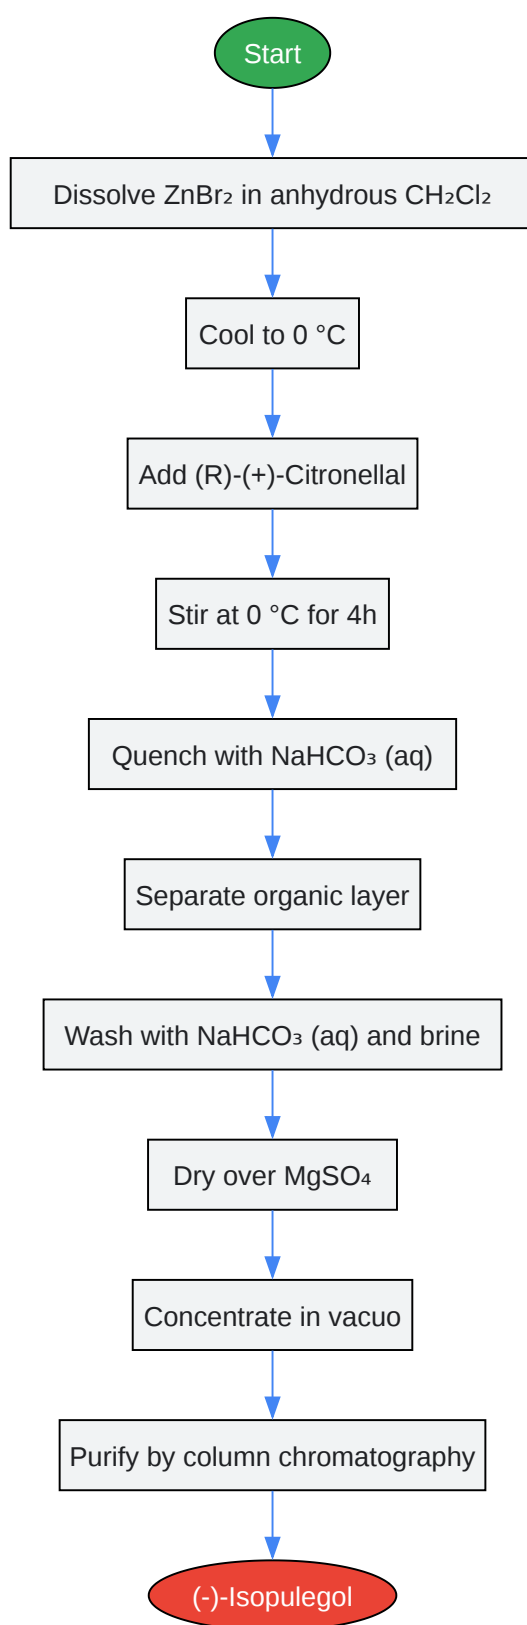 Start
Dissolve ZnBr₂ in anhydrous CH₂Cl₂
Cool to 0 °C
Add (R)-(+)-Citronellal
Stir at 0 °C for 4h
Quench with NaHCO₃ (aq)
Separate organic layer
Wash with NaHCO₃ (aq) and brine
Dry over MgSO₄
Concentrate in vacuo
Purify by column chromatography
(-)-Isopulegol